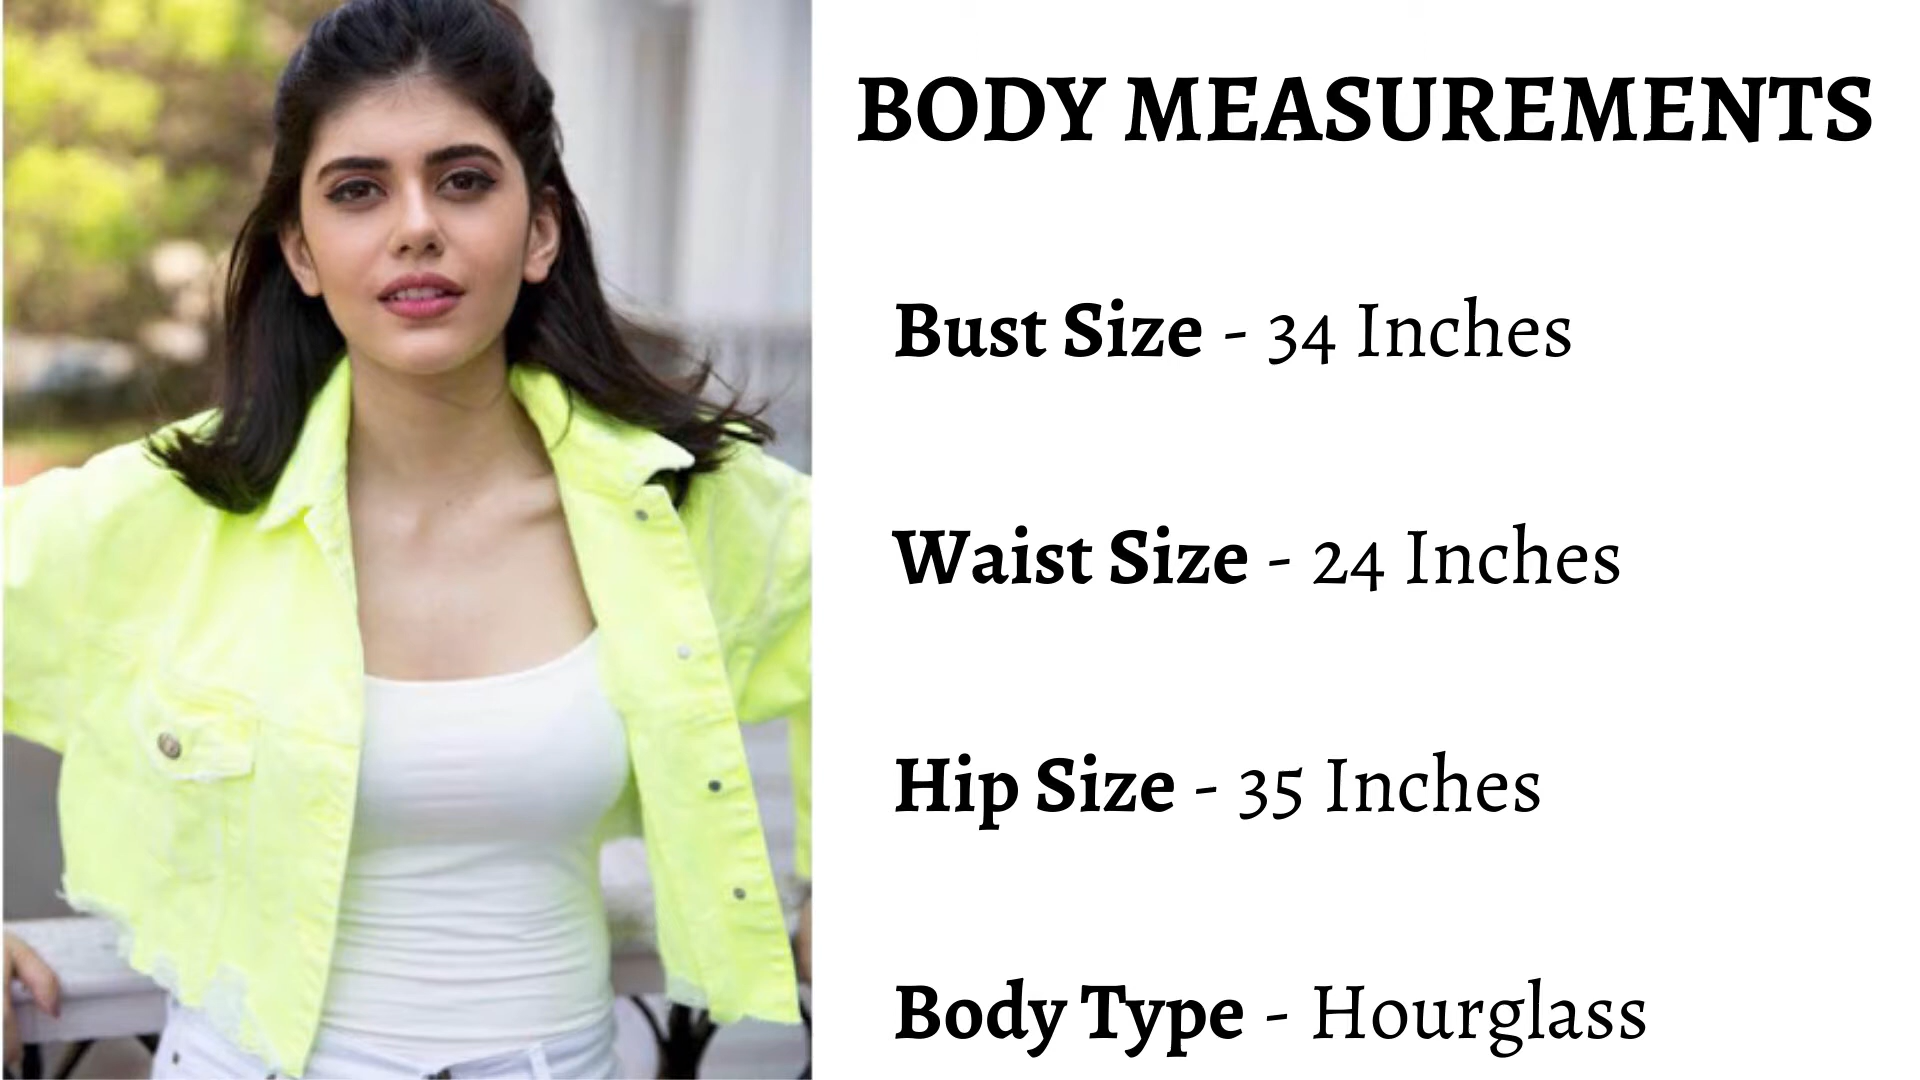 BODY MEASUREMENTS
Bust Size - 34 Inches
Waist Size - 24 Inches
Hip Size - 35 Inches
Body Type - Hourglass